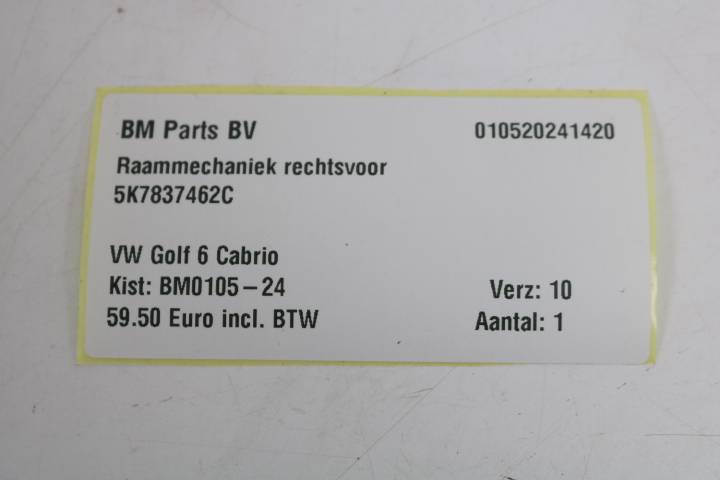 BM Parts BV 010520241420
Raammechaniek rechtsvoor
5K7837462C
VW Golf 6 Cabrio
Kist: BM0105-24 Verz: 10
59.50 Euro incl. BTW Aantal: 1